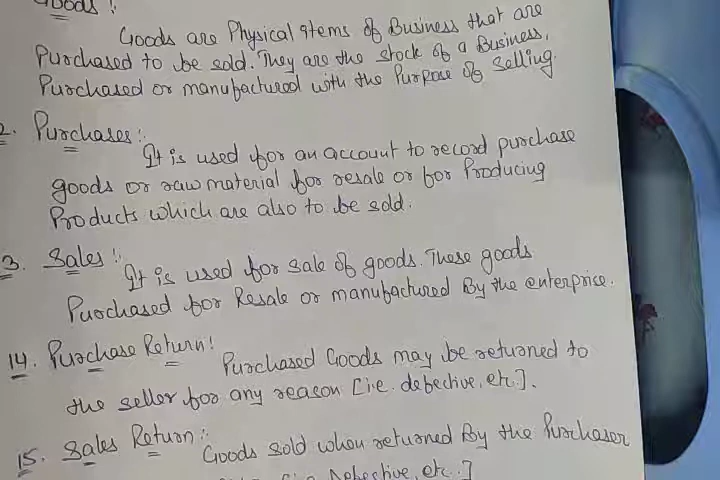 Goods :
Goods are Physical items of Business that are
Purchased to be sold. They are the stock of a Business,
Purchased or manufactured with the Purpose of selling.
2. Purchases :
It is used for an account to record purchase
goods or raw material for resale or for Producing
Products which are also to be sold.
3. Sales :
It is used for sale of goods. These goods
Purchased for Resale or manufactured By the enterprise.
14. Purchase Return :
Purchased Goods may be returned to
the seller for any reason [i.e. defective, etc.].
15. Sales Return :
Goods sold when returned By the Purchaser
Defective, etc.]